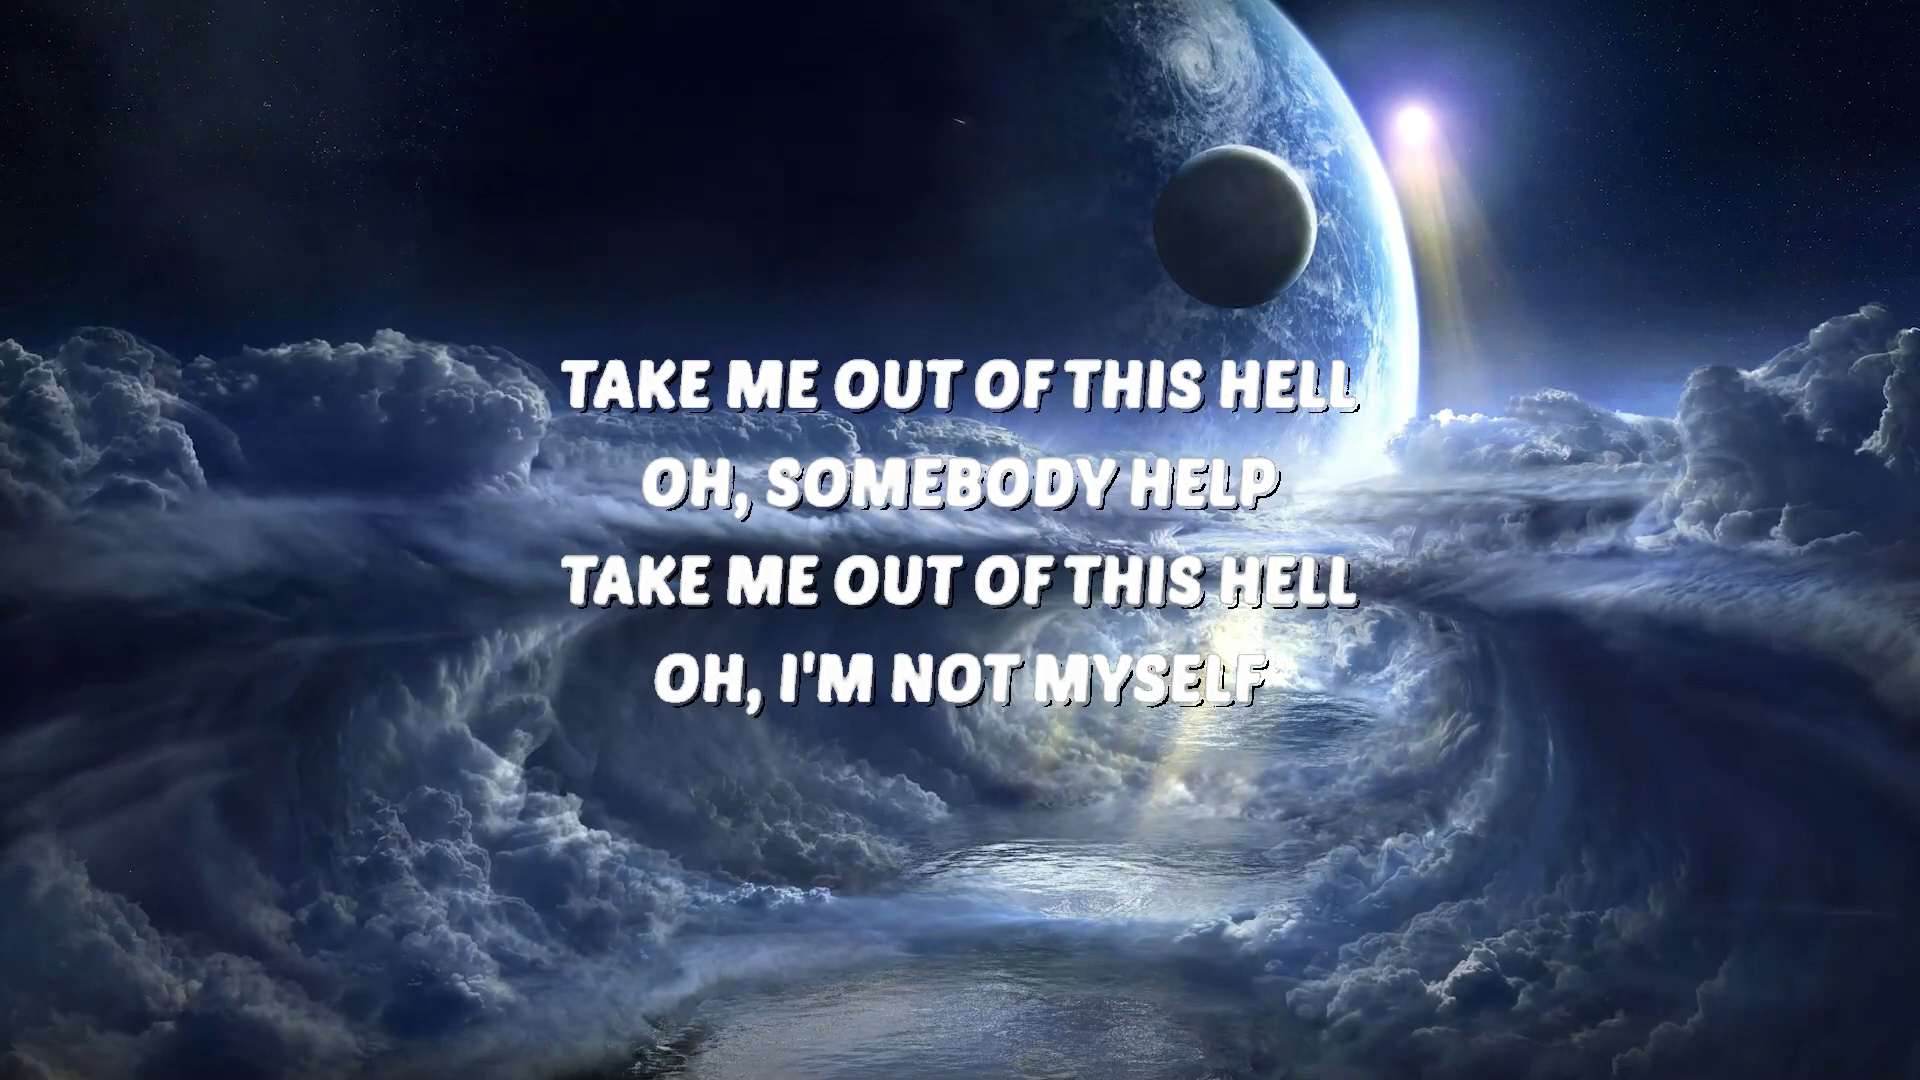 TAKE ME OUT OF THIS HELL
OH, SOMEBODY HELP
TAKE ME OUT OF THIS HELL
OH, I'M NOT MYSELF